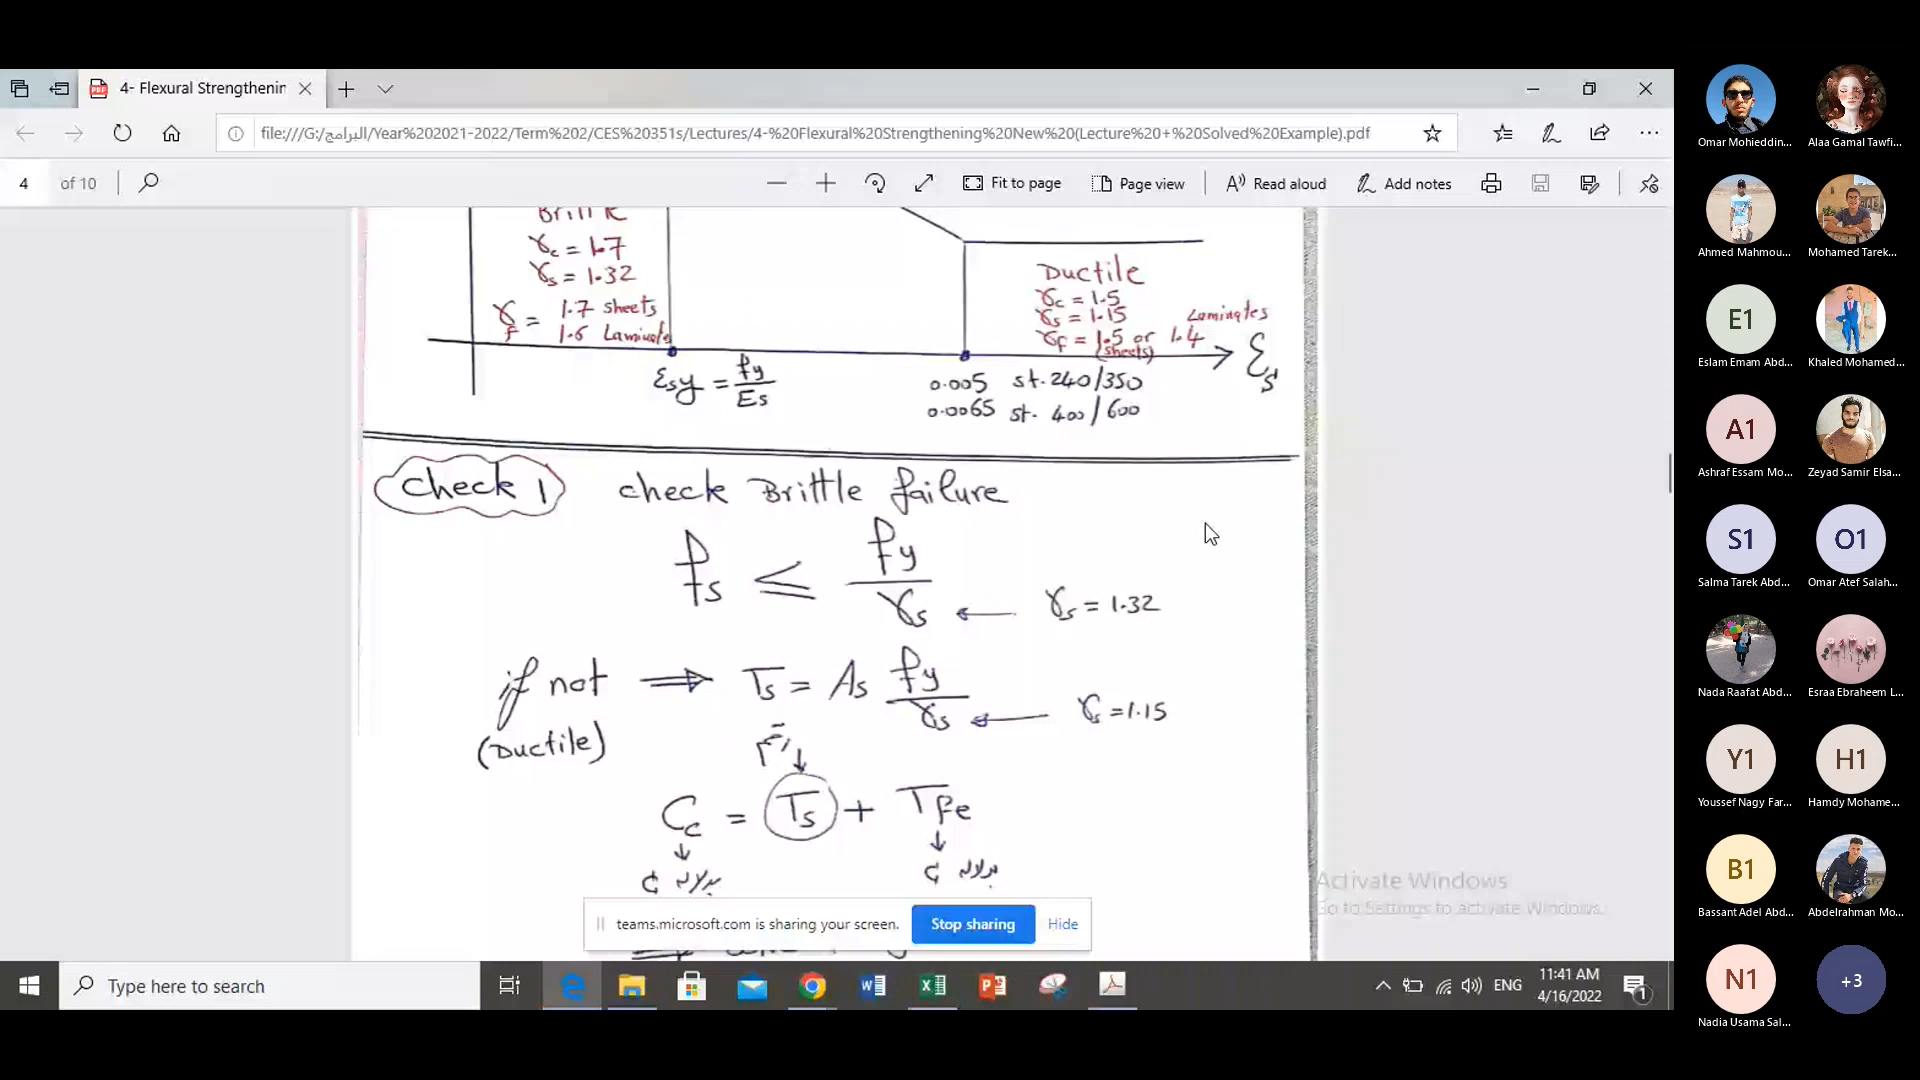 4- Flexural Strengthenin
file:///G:/البرامج/Year%202021-2022/Term%202/CES%20351s/Lectures/4-%20Flexural%20Strengthening%20New%20(Lecture%20+%20Solved%20Example).pdf
4 of 10
Fit to page
Page view
Read aloud
Add notes
Brittle
γc = 1.7
γs = 1.32
γf = 1.7 sheets
1.6 Laminate
Ductile
γc = 1.5
γs = 1.15
Laminates
γf = 1.5 or 1.4
(sheets)
εs
εsy = fy/Es
0.005 st. 240/350
0.0065 st. 400/600
Check 1 check Brittle failure
fs ≤ fy/γs ← γs = 1.32
if not ⇒ Ts = As fy/γs ← γs = 1.15
(Ductile)
رقم
Cc = Ts + Tfe
بدلالة c بدلالة c
Activate Windows
Go to Settings to activate Windows.
teams.microsoft.com is sharing your screen.
Stop sharing
Hide
Type here to search
ENG
11:41 AM
4/16/2022
1
Omar Mohieddin...
Alaa Gamal Tawfi...
Ahmed Mahmou...
Mohamed Tarek...
E1
Eslam Emam Abd...
Khaled Mohamed...
A1
Ashraf Essam Mo...
Zeyad Samir Elsa...
S1
Salma Tarek Abd...
O1
Omar Atef Salah...
Nada Raafat Abd...
Esraa Ebraheem L...
Y1
Youssef Nagy Far...
H1
Hamdy Mohame...
B1
Bassant Adel Abd...
Abdelrahman Mo...
N1
Nadia Usama Sal...
+3